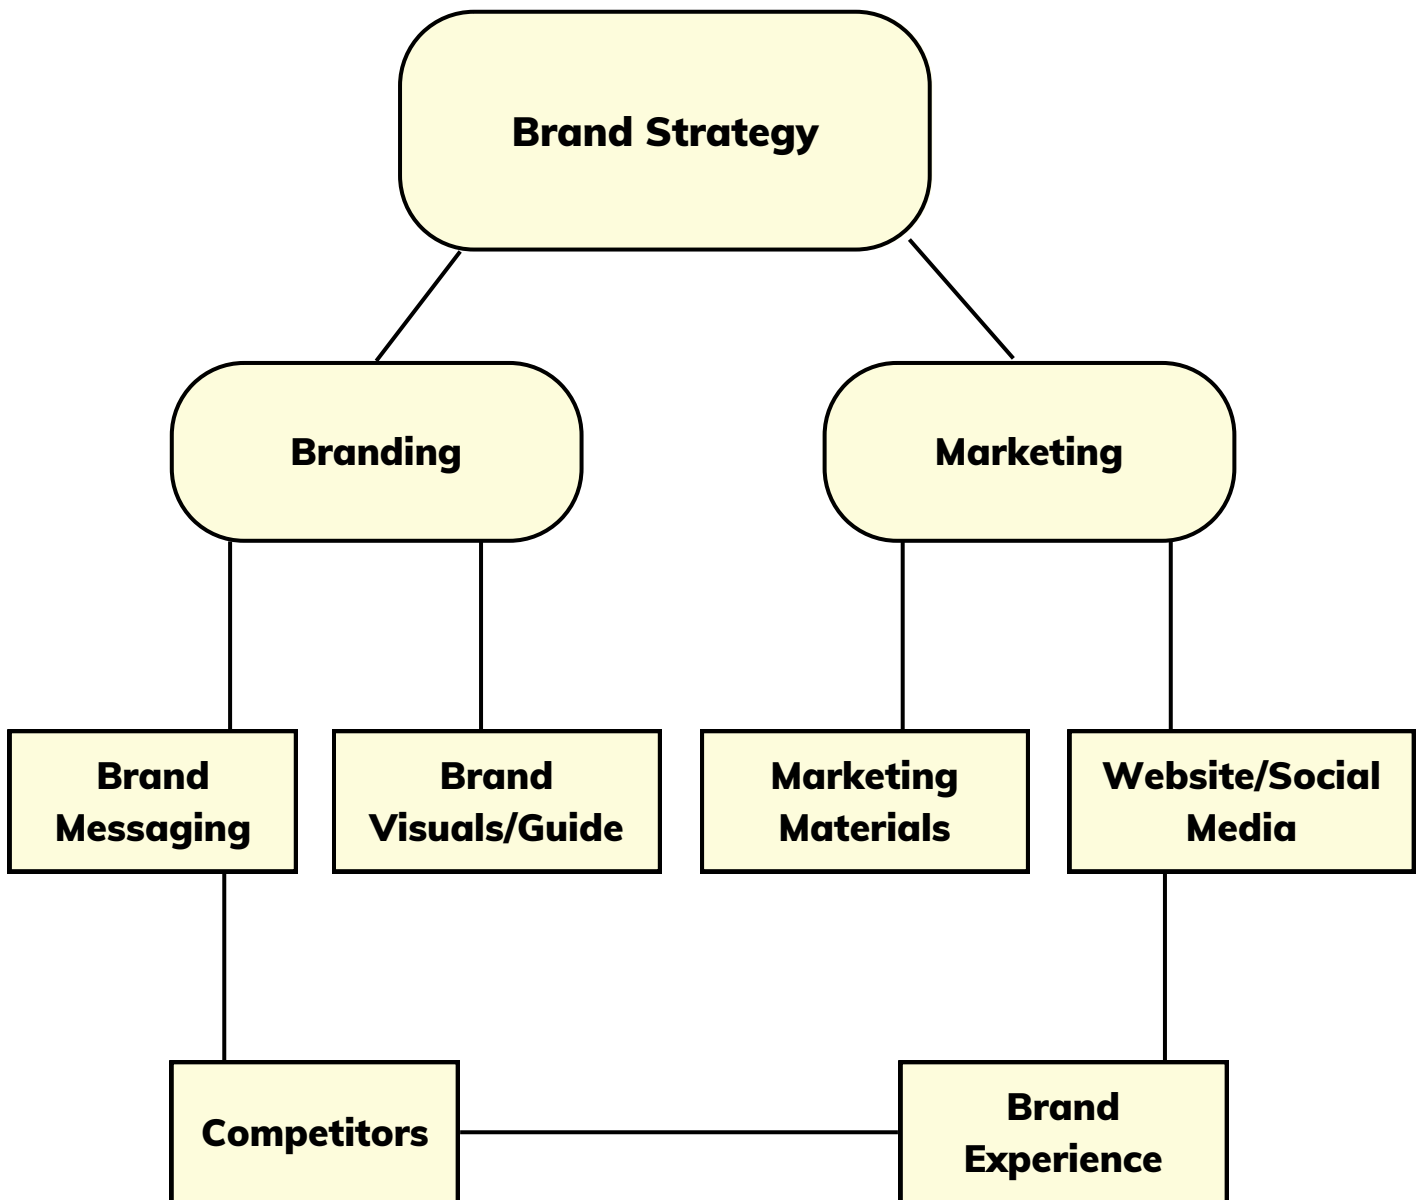 Brand Strategy
Branding
Marketing
Brand
Messaging
Brand
Visuals/Guide
Marketing
Materials
Website/Social
Media
Competitors
Brand
Experience